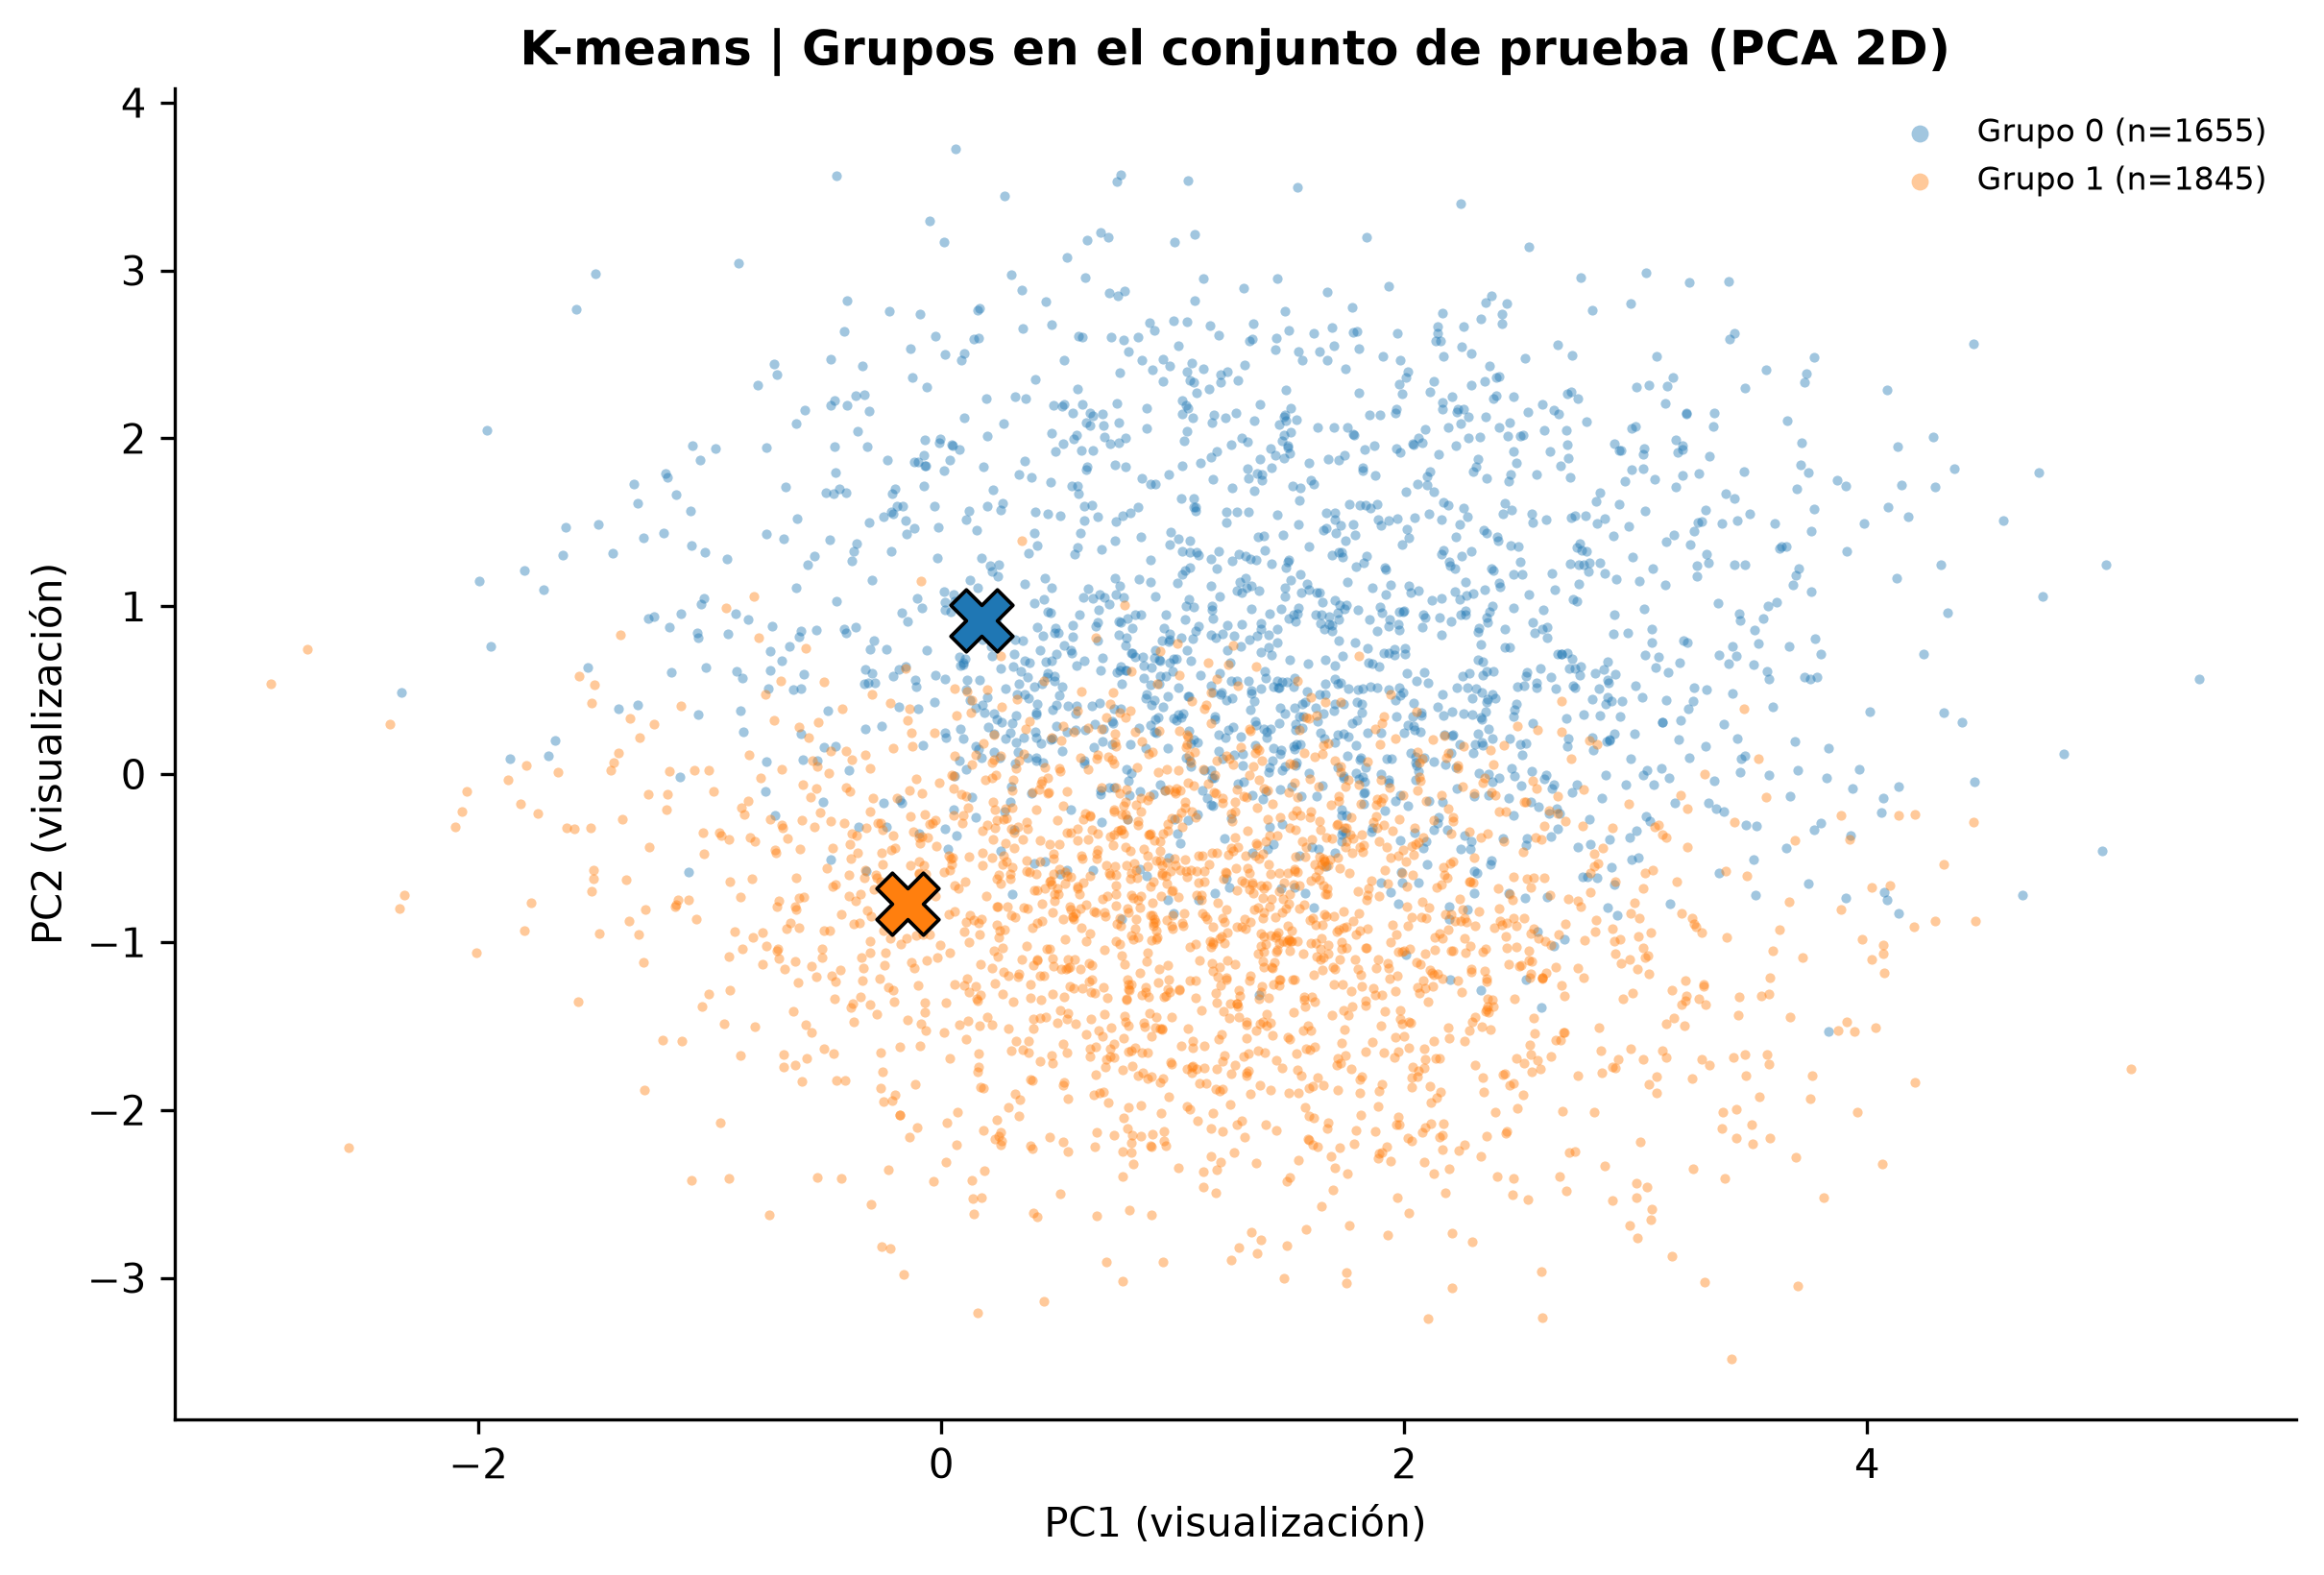 K-means | Grupos en el conjunto de prueba (PCA 2D)
Grupo 0 (n=1655)
Grupo 1 (n=1845)
4
3
2
1
0
−1
−2
−3
PC2 (visualización)
−2
0
2
4
PC1 (visualización)